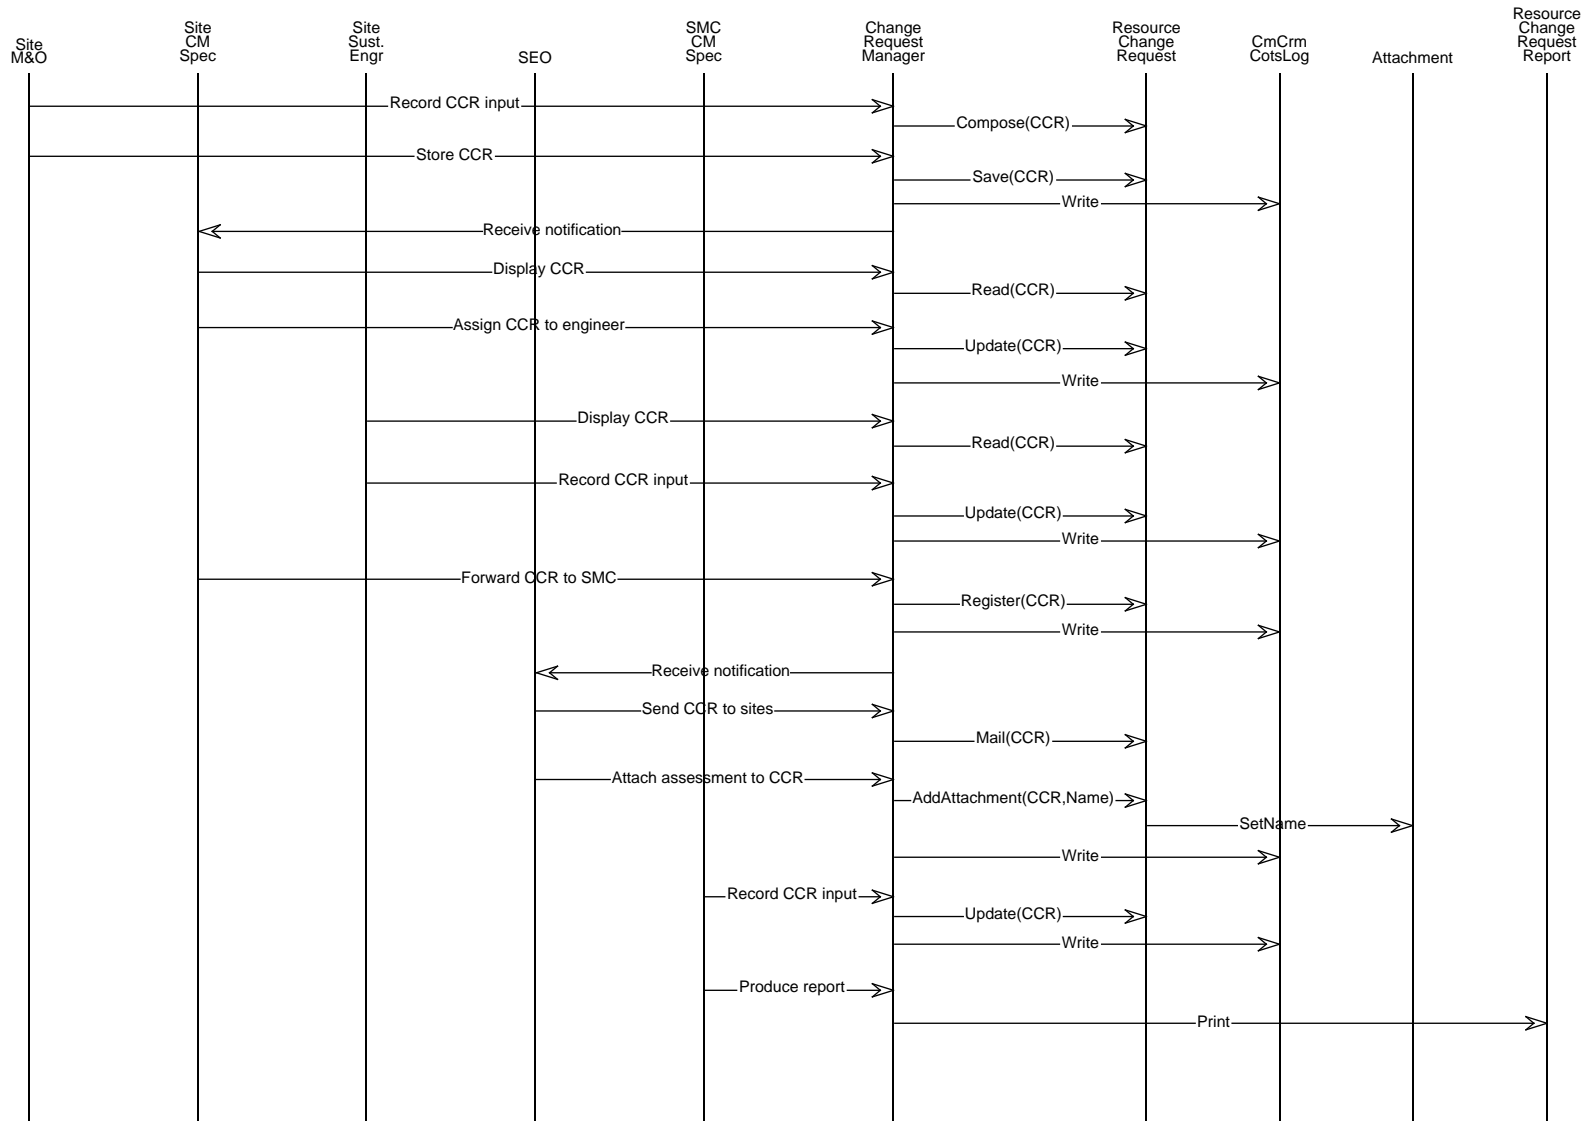 Site
M&O
Site
CM
Spec
Site
Sust.
Engr
SEO
SMC
CM
Spec
Change
Request
Manager
Resource
Change
Request
CmCrm
CotsLog
Attachment
Resource
Change
Request
Report
Record CCR input
Compose(CCR)
Store CCR
Save(CCR)
Write
Receive notification
Display CCR
Read(CCR)
Assign CCR to engineer
Update(CCR)
Write
Display CCR
Read(CCR)
Record CCR input
Update(CCR)
Write
Forward CCR to SMC
Register(CCR)
Write
Receive notification
Send CCR to sites
Mail(CCR)
Attach assessment to CCR
AddAttachment(CCR,Name)
SetName
Write
Record CCR input
Update(CCR)
Write
Produce report
Print